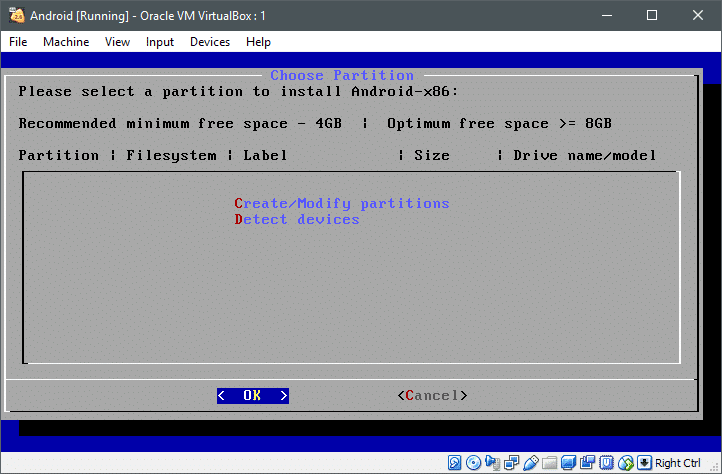 Android [Running] - Oracle VM VirtualBox : 1
File Machine View Input Devices Help
Choose Partition
Please select a partition to install Android-x86:
Recommended minimum free space - 4GB | Optimum free space >= 8GB
Partition | Filesystem | Label | Size | Drive name/model
Create/Modify partitions
Detect devices
< OK > <Cancel>
Right Ctrl